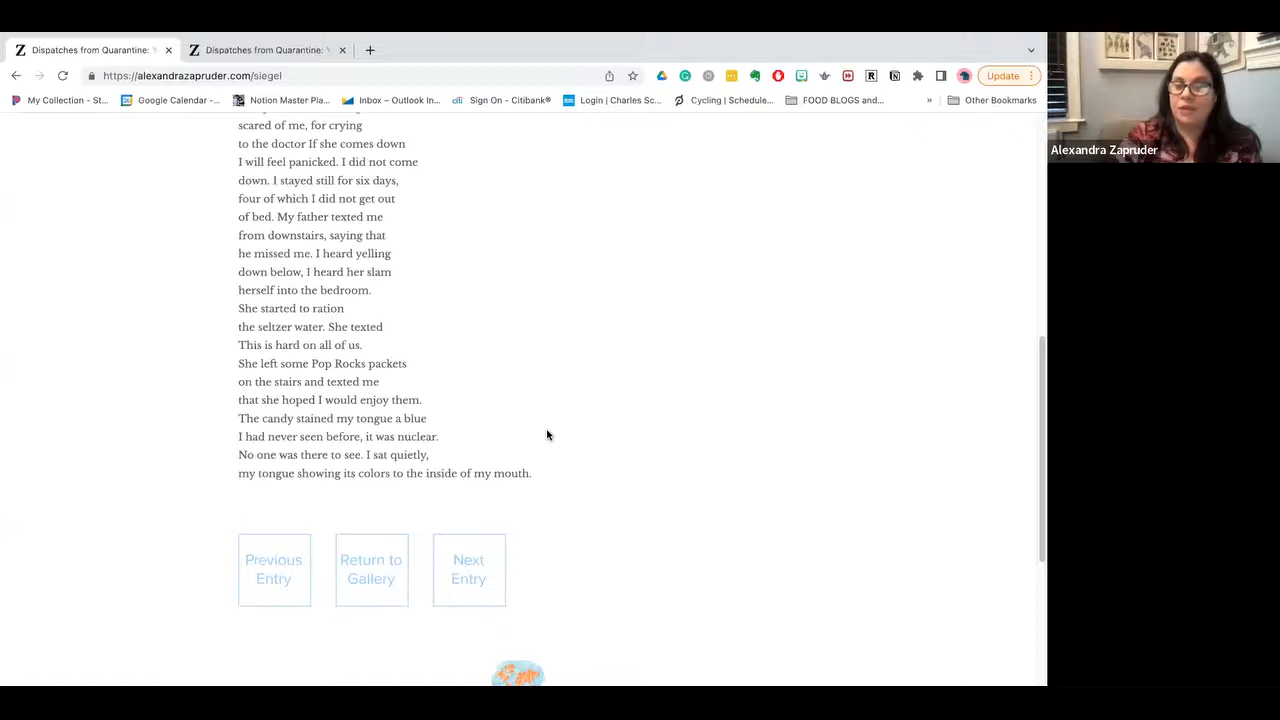 Dispatches from Quarantine:
Dispatches from Quarantine:
https://alexandrazapruder.com/siegel
Update
My Collection - St...
Google Calendar -...
Notion Master Pla...
Inbox – Outlook In...
Sign On - Citibank®
Login | Charles Sc...
Cycling | Schedule...
FOOD BLOGS and...
»
Other Bookmarks
Alexandra Zapruder
scared of me, for crying
to the doctor If she comes down
I will feel panicked. I did not come
down. I stayed still for six days,
four of which I did not get out
of bed. My father texted me
from downstairs, saying that
he missed me. I heard yelling
down below, I heard her slam
herself into the bedroom.
She started to ration
the seltzer water. She texted
This is hard on all of us.
She left some Pop Rocks packets
on the stairs and texted me
that she hoped I would enjoy them.
The candy stained my tongue a blue
I had never seen before, it was nuclear.
No one was there to see. I sat quietly,
my tongue showing its colors to the inside of my mouth.
Previous
Entry
Return to
Gallery
Next
Entry